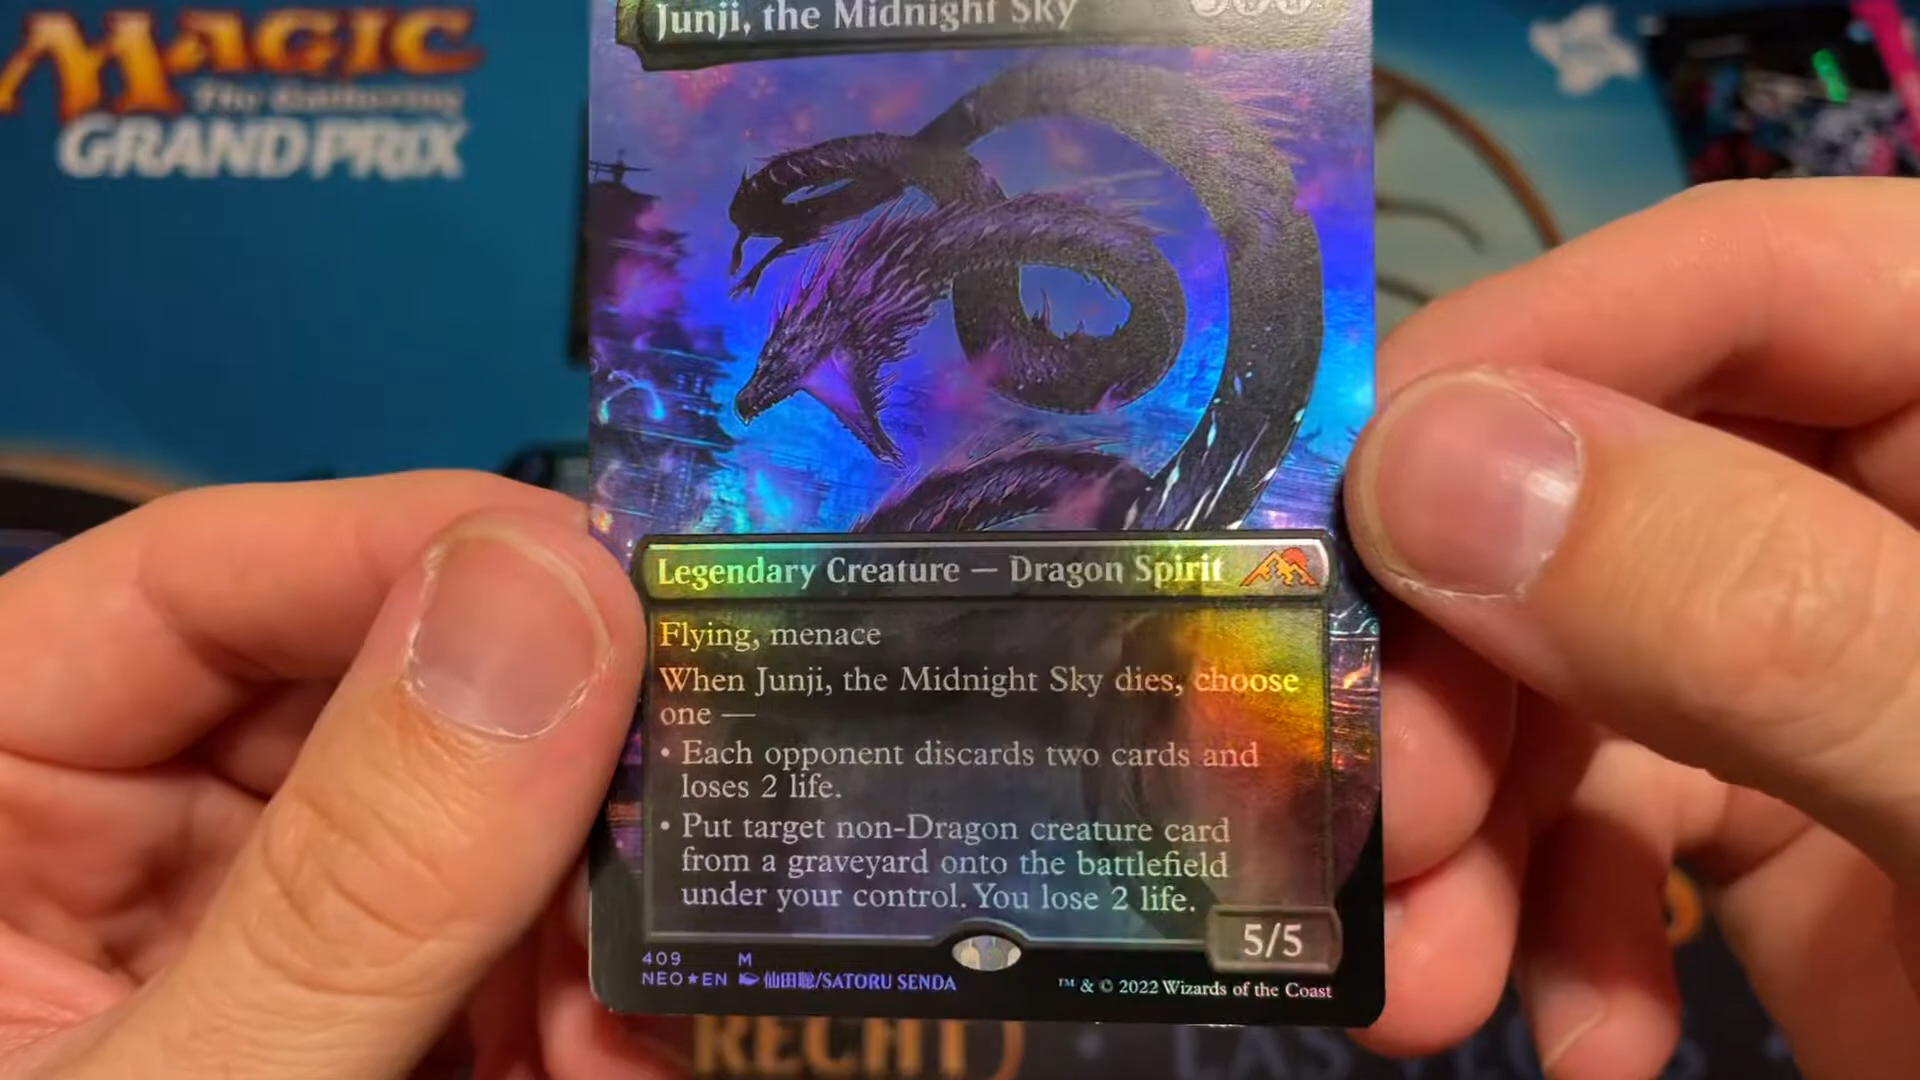 MAGIC
The Gathering
GRAND PRIX
Junji, the Midnight Sky
Legendary Creature — Dragon Spirit
Flying, menace
When Junji, the Midnight Sky dies, choose
one —
• Each opponent discards two cards and
loses 2 life.
• Put target non-Dragon creature card
from a graveyard onto the battlefield
under your control. You lose 2 life.
5/5
409 M
NEO★EN 仙田聡/SATORU SENDA
™ & © 2022 Wizards of the Coast